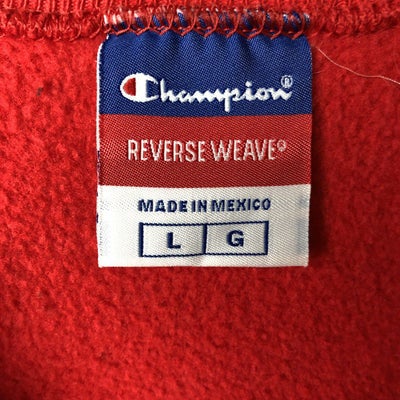 Champion®
REVERSE WEAVE®
MADE IN MEXICO
L G